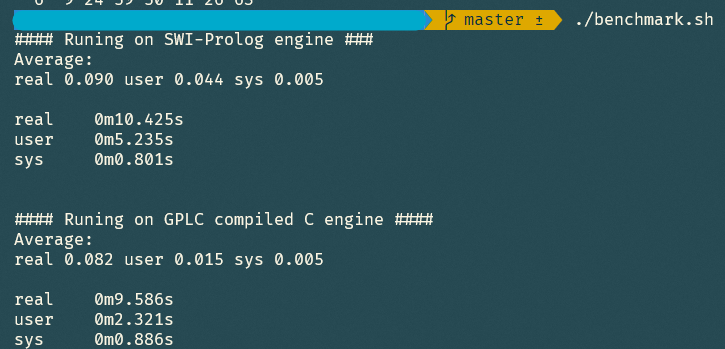 master ± ./benchmark.sh
#### Runing on SWI-Prolog engine ###
Average:
real 0.090 user 0.044 sys 0.005
real 0m10.425s
user 0m5.235s
sys 0m0.801s
#### Runing on GPLC compiled C engine ####
Average:
real 0.082 user 0.015 sys 0.005
real 0m9.586s
user 0m2.321s
sys 0m0.886s